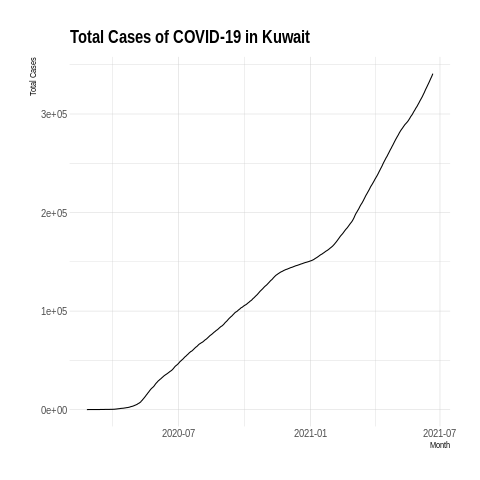 Total Cases of COVID-19 in Kuwait
Total Cases
3e+05
2e+05
1e+05
0e+00
2020-07 2021-01 2021-07
Month